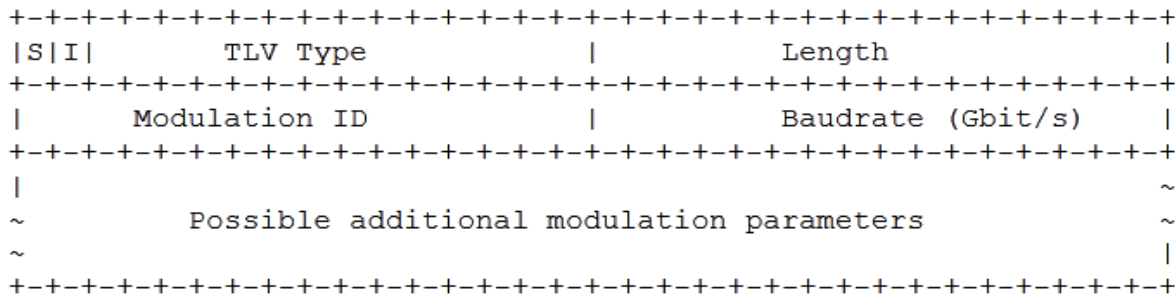 +-+-+-+-+-+-+-+-+-+-+-+-+-+-+-+-+-+-+-+-+-+-+-+-+-+-+-+-+-+-+-+-+
|S|I|       TLV Type            |          Length               |
+-+-+-+-+-+-+-+-+-+-+-+-+-+-+-+-+-+-+-+-+-+-+-+-+-+-+-+-+-+-+-+-+
|      Modulation ID            |          Baudrate (Gbit/s)    |
+-+-+-+-+-+-+-+-+-+-+-+-+-+-+-+-+-+-+-+-+-+-+-+-+-+-+-+-+-+-+-+-+
|                                                               ~
~         Possible additional modulation parameters             ~
~                                                               |
+-+-+-+-+-+-+-+-+-+-+-+-+-+-+-+-+-+-+-+-+-+-+-+-+-+-+-+-+-+-+-+-+